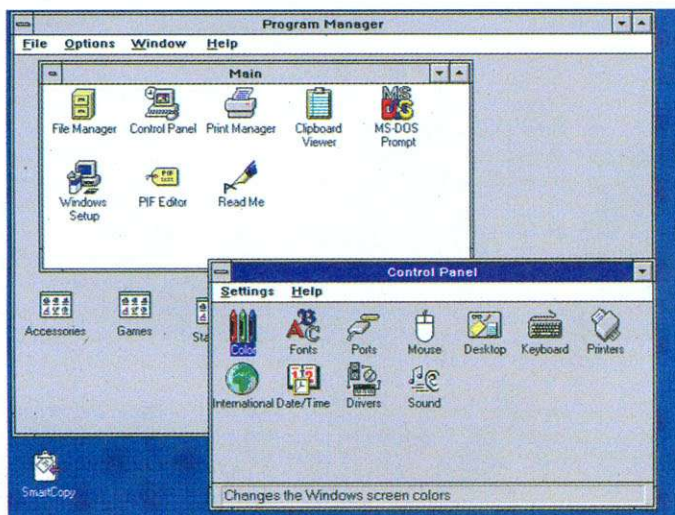 Program Manager
File Options Window Help
Main
File Manager Control Panel Print Manager Clipboard Viewer MS-DOS Prompt
Windows Setup PIF Editor Read Me
Accessories Games
Control Panel
Settings Help
Color Fonts Ports Mouse Desktop Keyboard Printers
International Date/Time Drivers Sound
Changes the Windows screen colors
SmartCopy